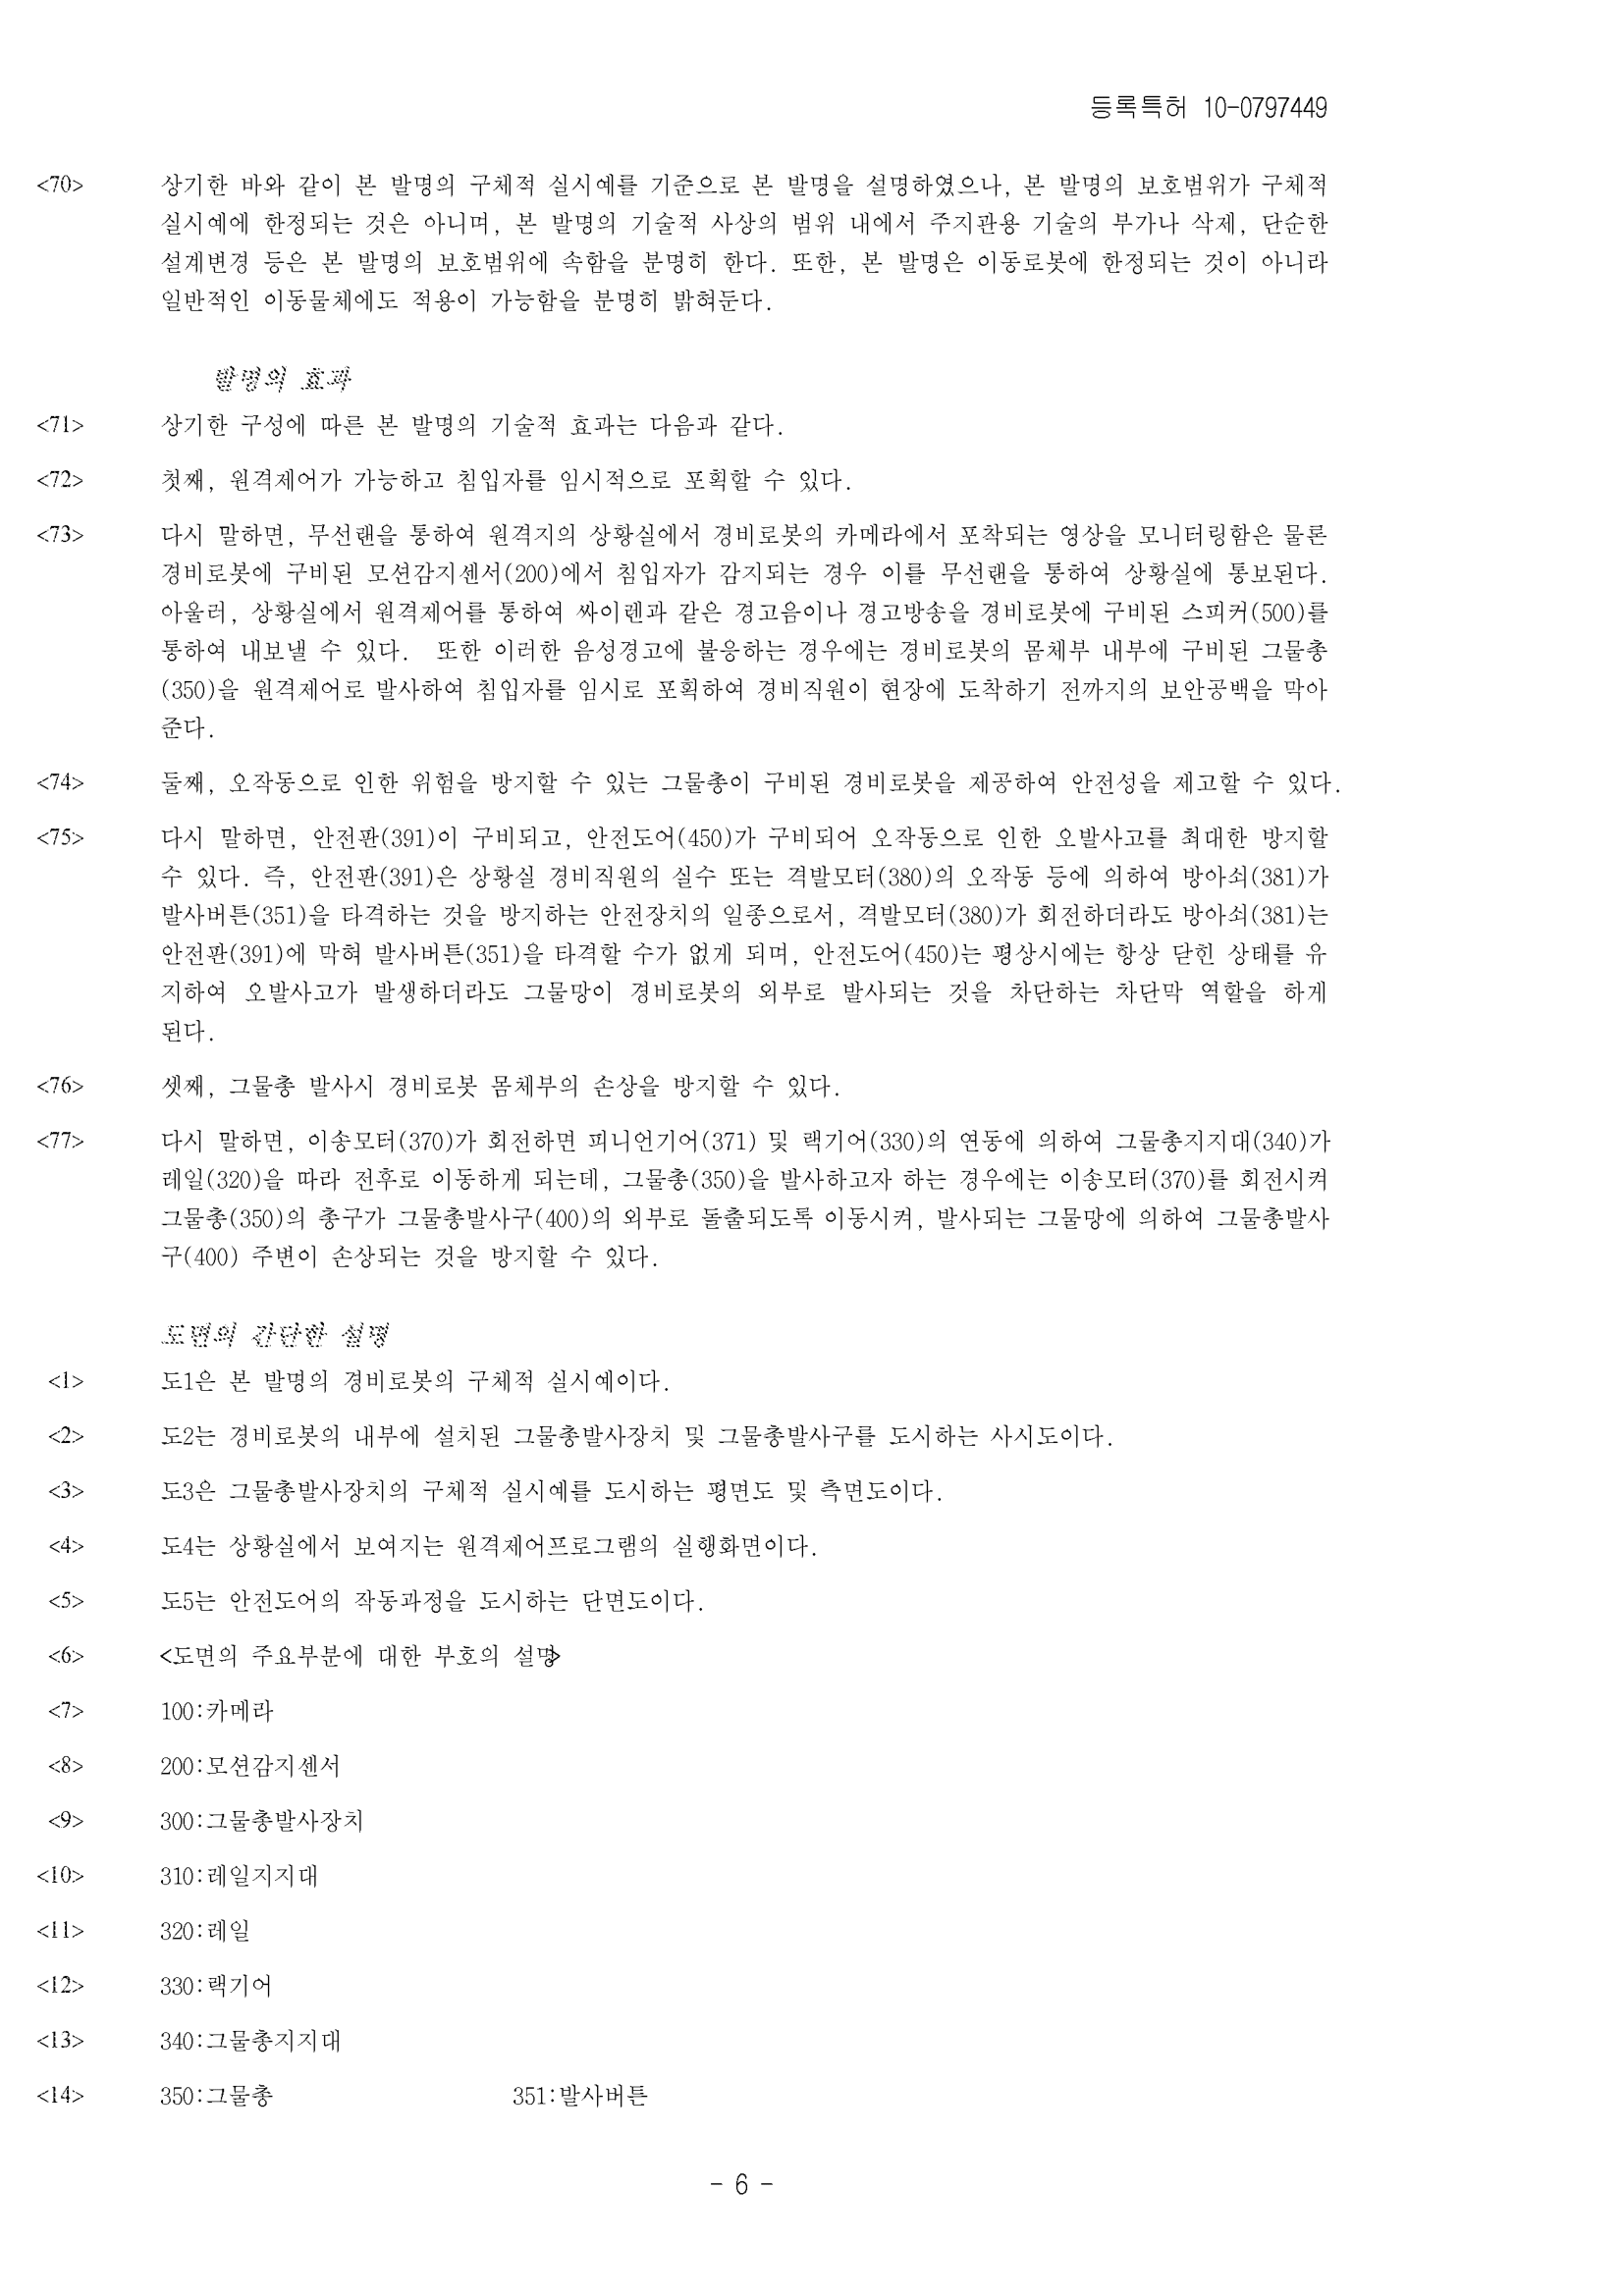 등록특허 10-0797449
<70> 상기한 바와 같이 본 발명의 구체적 실시예를 기준으로 본 발명을 설명하였으나, 본 발명의 보호범위가 구체적
실시예에 한정되는 것은 아니며, 본 발명의 기술적 사상의 범위 내에서 주지관용 기술의 부가나 삭제, 단순한
설계변경 등은 본 발명의 보호범위에 속함을 분명히 한다. 또한, 본 발명은 이동로봇에 한정되는 것이 아니라
일반적인 이동물체에도 적용이 가능함을 분명히 밝혀둔다.
발명의 효과
<71> 상기한 구성에 따른 본 발명의 기술적 효과는 다음과 같다.
<72> 첫째, 원격제어가 가능하고 침입자를 임시적으로 포획할 수 있다.
<73> 다시 말하면, 무선랜을 통하여 원격지의 상황실에서 경비로봇의 카메라에서 포착되는 영상을 모니터링함은 물론
경비로봇에 구비된 모션감지센서(200)에서 침입자가 감지되는 경우 이를 무선랜을 통하여 상황실에 통보된다.
아울러, 상황실에서 원격제어를 통하여 싸이렌과 같은 경고음이나 경고방송을 경비로봇에 구비된 스피커(500)를
통하여 내보낼 수 있다. 또한 이러한 음성경고에 불응하는 경우에는 경비로봇의 몸체부 내부에 구비된 그물총
(350)을 원격제어로 발사하여 침입자를 임시로 포획하여 경비직원이 현장에 도착하기 전까지의 보안공백을 막아
준다.
<74> 둘째, 오작동으로 인한 위험을 방지할 수 있는 그물총이 구비된 경비로봇을 제공하여 안전성을 제고할 수 있다.
<75> 다시 말하면, 안전판(391)이 구비되고, 안전도어(450)가 구비되어 오작동으로 인한 오발사고를 최대한 방지할
수 있다. 즉, 안전판(391)은 상황실 경비직원의 실수 또는 격발모터(380)의 오작동 등에 의하여 방아쇠(381)가
발사버튼(351)을 타격하는 것을 방지하는 안전장치의 일종으로서, 격발모터(380)가 회전하더라도 방아쇠(381)는
안전판(391)에 막혀 발사버튼(351)을 타격할 수가 없게 되며, 안전도어(450)는 평상시에는 항상 닫힌 상태를 유
지하여 오발사고가 발생하더라도 그물망이 경비로봇의 외부로 발사되는 것을 차단하는 차단막 역할을 하게
된다.
<76> 셋째, 그물총 발사시 경비로봇 몸체부의 손상을 방지할 수 있다.
<77> 다시 말하면, 이송모터(370)가 회전하면 피니언기어(371) 및 랙기어(330)의 연동에 의하여 그물총지지대(340)가
레일(320)을 따라 전후로 이동하게 되는데, 그물총(350)을 발사하고자 하는 경우에는 이송모터(370)를 회전시켜
그물총(350)의 총구가 그물총발사구(400)의 외부로 돌출되도록 이동시켜, 발사되는 그물망에 의하여 그물총발사
구(400) 주변이 손상되는 것을 방지할 수 있다.
도면의 간단한 설명
<1> 도1은 본 발명의 경비로봇의 구체적 실시예이다.
<2> 도2는 경비로봇의 내부에 설치된 그물총발사장치 및 그물총발사구를 도시하는 사시도이다.
<3> 도3은 그물총발사장치의 구체적 실시예를 도시하는 평면도 및 측면도이다.
<4> 도4는 상황실에서 보여지는 원격제어프로그램의 실행화면이다.
<5> 도5는 안전도어의 작동과정을 도시하는 단면도이다.
<6> <도면의 주요부분에 대한 부호의 설명>
<7> 100:카메라
<8> 200:모션감지센서
<9> 300:그물총발사장치
<10> 310:레일지지대
<11> 320:레일
<12> 330:랙기어
<13> 340:그물총지지대
<14> 350:그물총 351:발사버튼
- 6 -